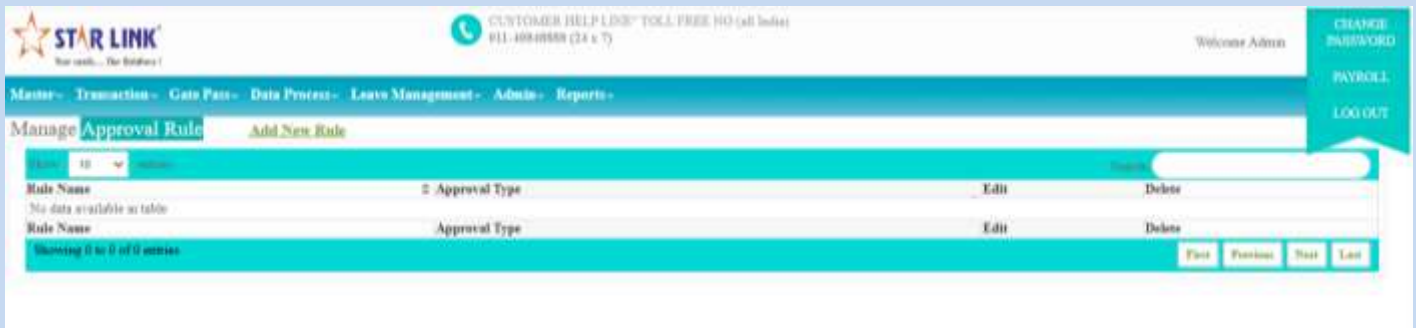 STAR LINK
CUSTOMER HELP LINE* TOLL FREE NO (all India)
(24 x 7)
Welcome Admin
CHANGE
PASSWORD
PAYROLL
LOG OUT
Master Transaction Gate Pass Data Process Leave Management Admin Reports
Manage Approval Rule Add New Rule
Show 10 entries
Search
Rule Name Approval Type Edit Delete
No data available in table
Rule Name Approval Type Edit Delete
Showing 0 to 0 of 0 entries
First Previous Next Last